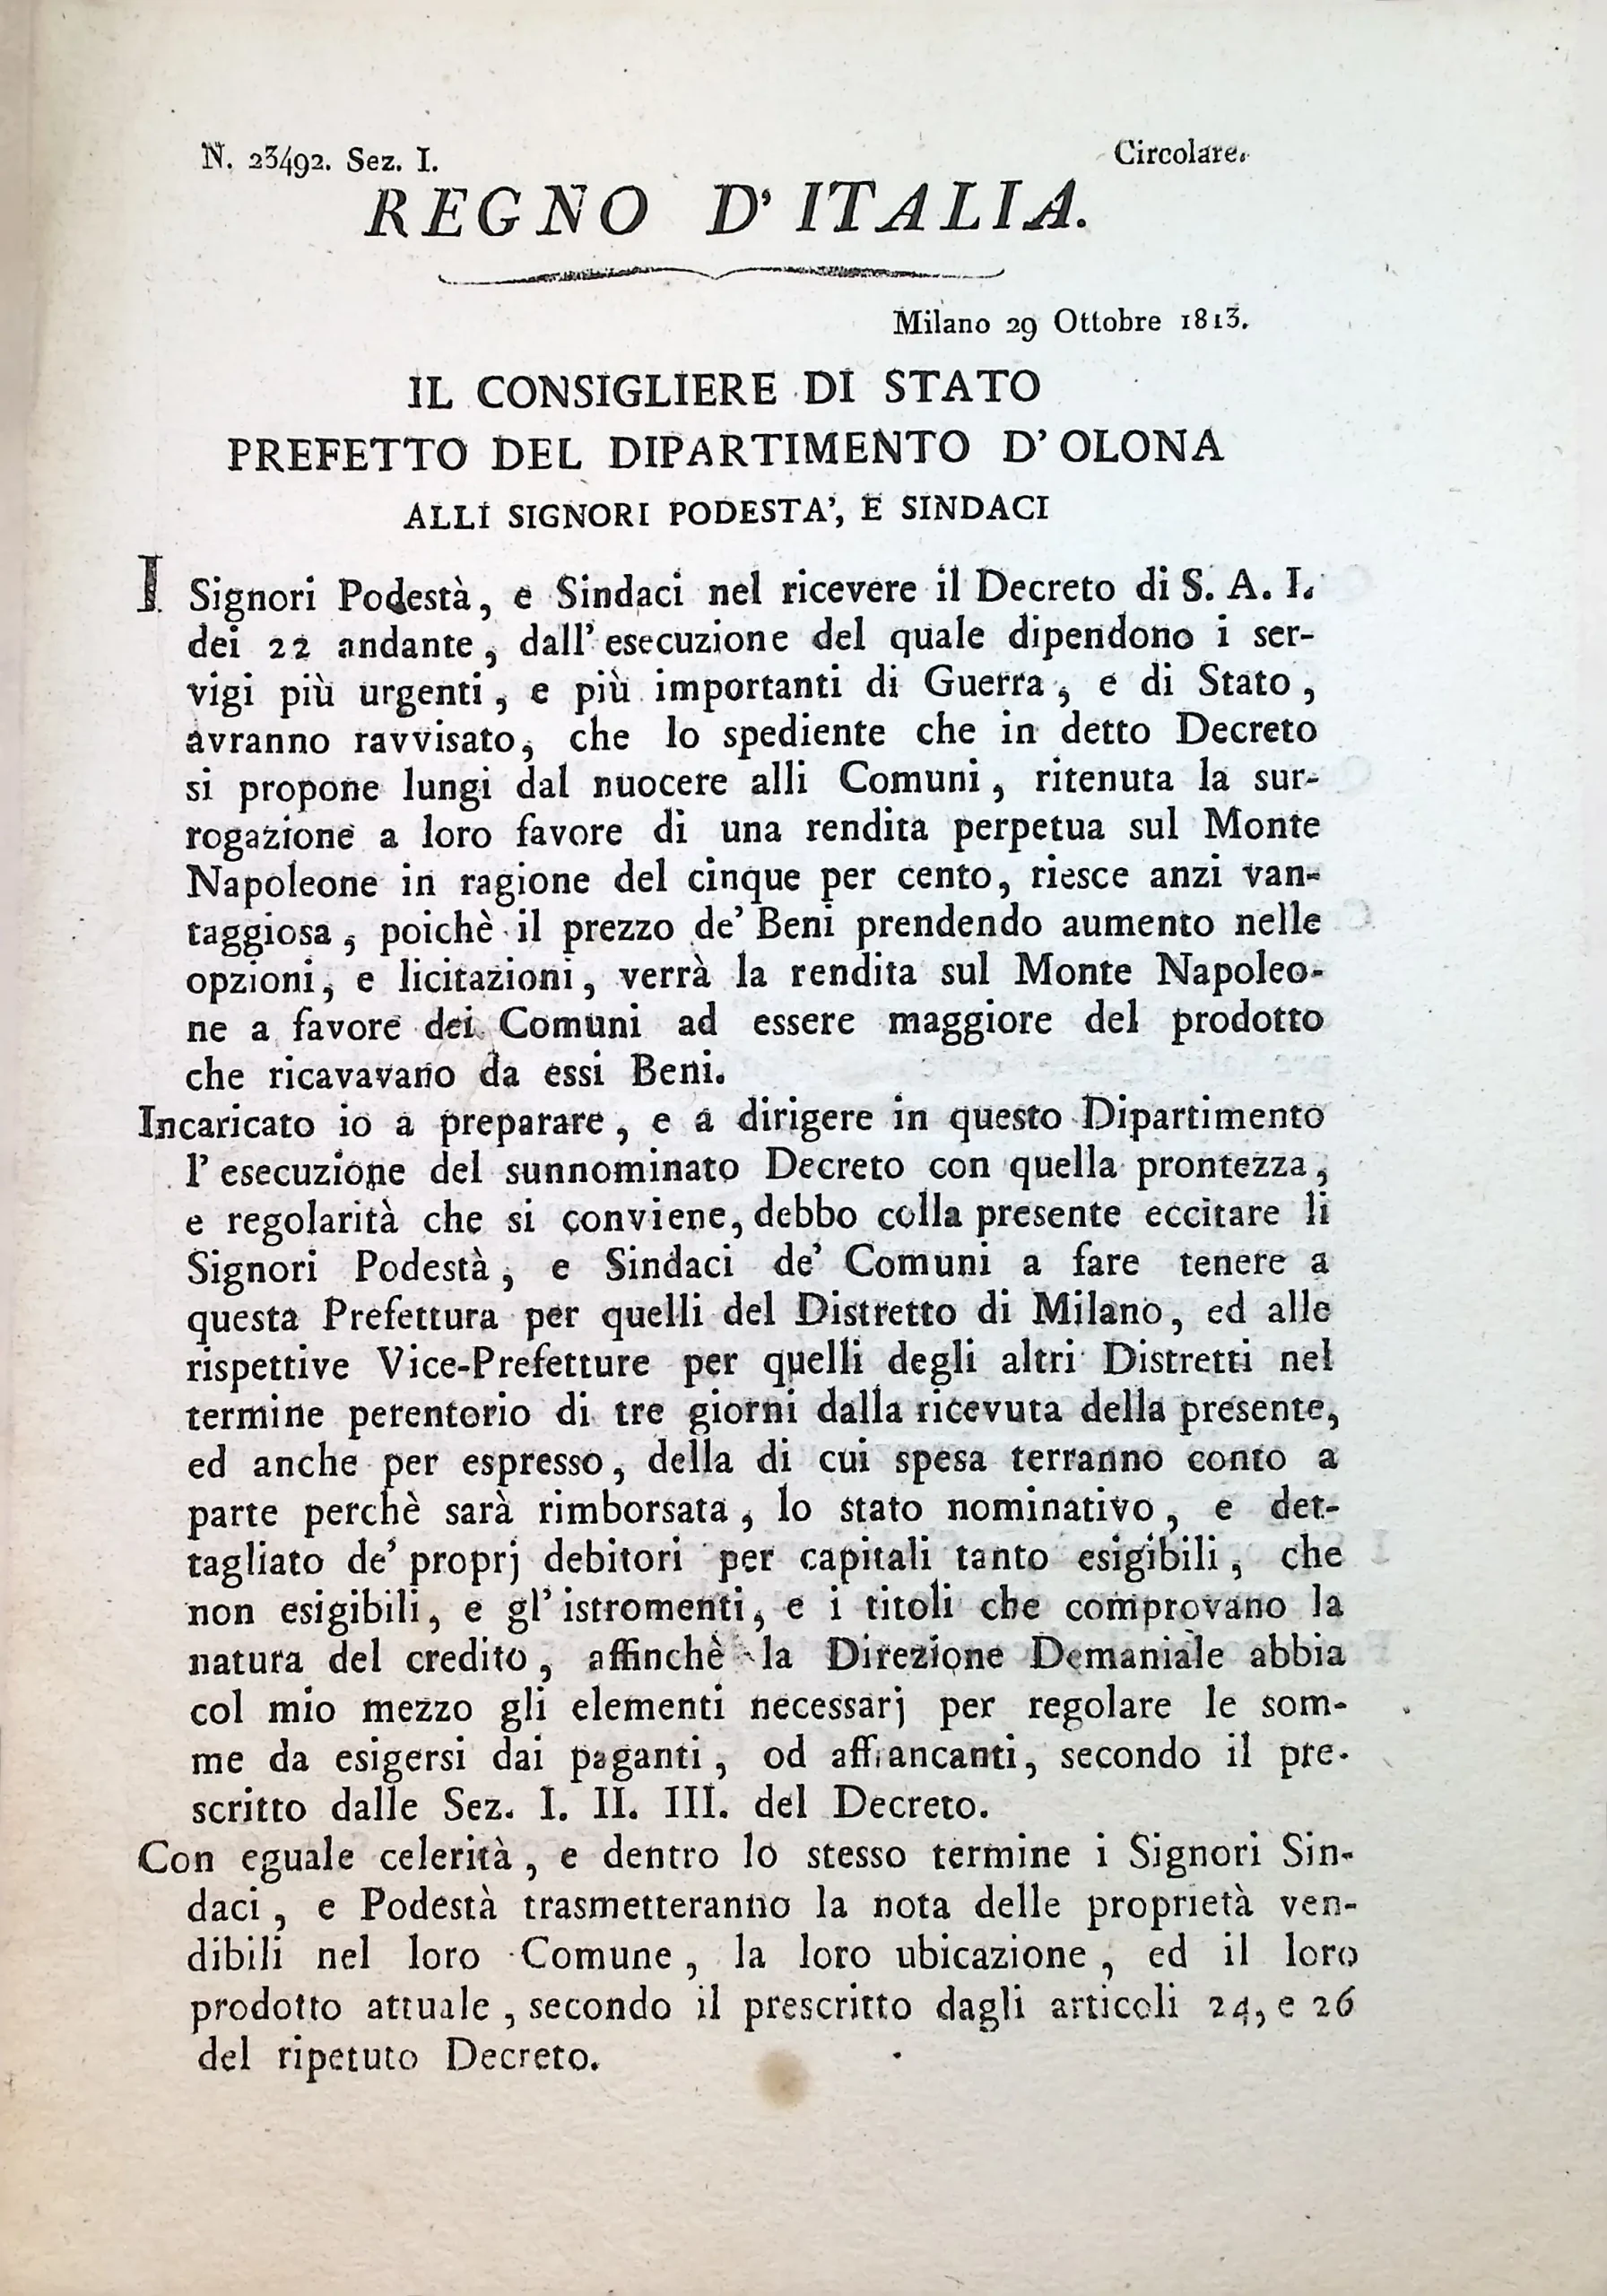 N. 23492. Sez. I.
Circolare.
REGNO D' ITALIA.
Milano 29 Ottobre 1813.
IL CONSIGLIERE DI STATO
PREFETTO DEL DIPARTIMENTO D' OLONA
ALLI SIGNORI PODESTA', E SINDACI
I Signori Podestà, e Sindaci nel ricevere il Decreto di S. A. I.
dei 22 andante, dall' esecuzione del quale dipendono i ser-
vigi più urgenti, e più importanti di Guerra, e di Stato,
avranno ravvisato, che lo spediente che in detto Decreto
si propone lungi dal nuocere alli Comuni, ritenuta la sur-
rogazione a loro favore di una rendita perpetua sul Monte
Napoleone in ragione del cinque per cento, riesce anzi van-
taggiosa, poichè il prezzo de' Beni prendendo aumento nelle
opzioni, e licitazioni, verrà la rendita sul Monte Napoleo-
ne a favore dei Comuni ad essere maggiore del prodotto
che ricavavano da essi Beni.
Incaricato io a preparare, e a dirigere in questo Dipartimento
l' esecuzione del sunnominato Decreto con quella prontezza,
e regolarità che si conviene, debbo colla presente eccitare li
Signori Podestà, e Sindaci de' Comuni a fare tenere a
questa Prefettura per quelli del Distretto di Milano, ed alle
rispettive Vice-Prefetture per quelli degli altri Distretti nel
termine perentorio di tre giorni dalla ricevuta della presente,
ed anche per espresso, della di cui spesa terranno conto a
parte perchè sarà rimborsata, lo stato nominativo, e det-
tagliato de' proprj debitori per capitali tanto esigibili, che
non esigibili, e gl' istromenti, e i titoli che comprovano la
natura del credito, affinchè la Direzione Demaniale abbia
col mio mezzo gli elementi necessarj per regolare le som-
me da esigersi dai paganti, od affrancanti, secondo il pre-
scritto dalle Sez. I. II. III. del Decreto.
Con eguale celerità, e dentro lo stesso termine i Signori Sin-
daci, e Podestà trasmetteranno la nota delle proprietà ven-
dibili nel loro Comune, la loro ubicazione, ed il loro
prodotto attuale, secondo il prescritto dagli articoli 24, e 26
del ripetuto Decreto.